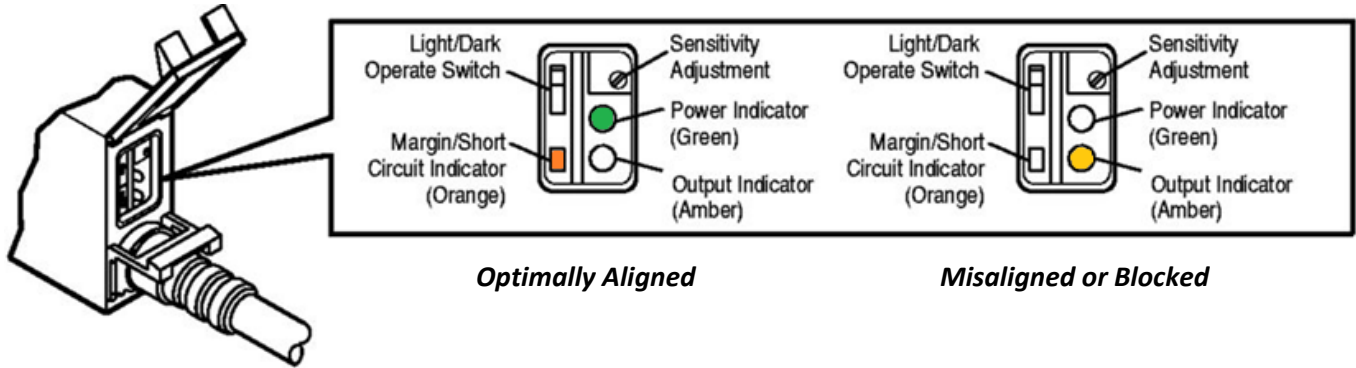 Light/Dark
Operate Switch
Sensitivity
Adjustment
Power Indicator
(Green)
Margin/Short
Circuit Indicator
(Orange)
Output Indicator
(Amber)
Optimally Aligned
Light/Dark
Operate Switch
Sensitivity
Adjustment
Power Indicator
(Green)
Margin/Short
Circuit Indicator
(Orange)
Output Indicator
(Amber)
Misaligned or Blocked